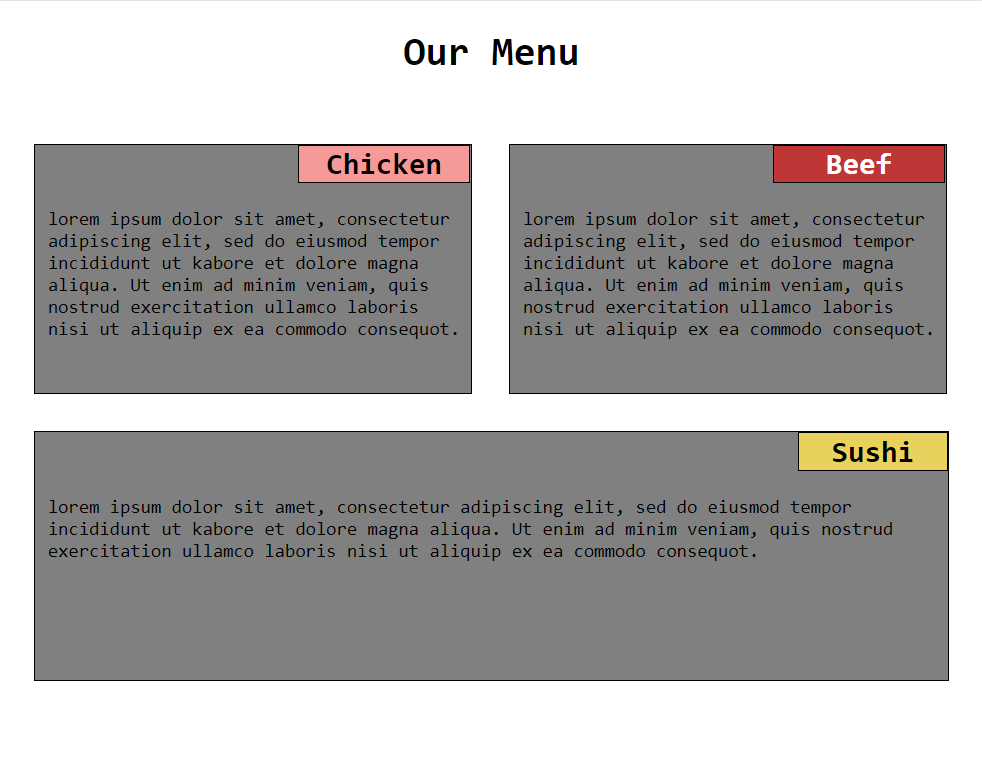 Our Menu
Chicken
lorem ipsum dolor sit amet, consectetur
adipiscing elit, sed do eiusmod tempor
incididunt ut kabore et dolore magna
aliqua. Ut enim ad minim veniam, quis
nostrud exercitation ullamco laboris
nisi ut aliquip ex ea commodo consequot.
Beef
lorem ipsum dolor sit amet, consectetur
adipiscing elit, sed do eiusmod tempor
incididunt ut kabore et dolore magna
aliqua. Ut enim ad minim veniam, quis
nostrud exercitation ullamco laboris
nisi ut aliquip ex ea commodo consequot.
Sushi
lorem ipsum dolor sit amet, consectetur adipiscing elit, sed do eiusmod tempor
incididunt ut kabore et dolore magna aliqua. Ut enim ad minim veniam, quis nostrud
exercitation ullamco laboris nisi ut aliquip ex ea commodo consequot.